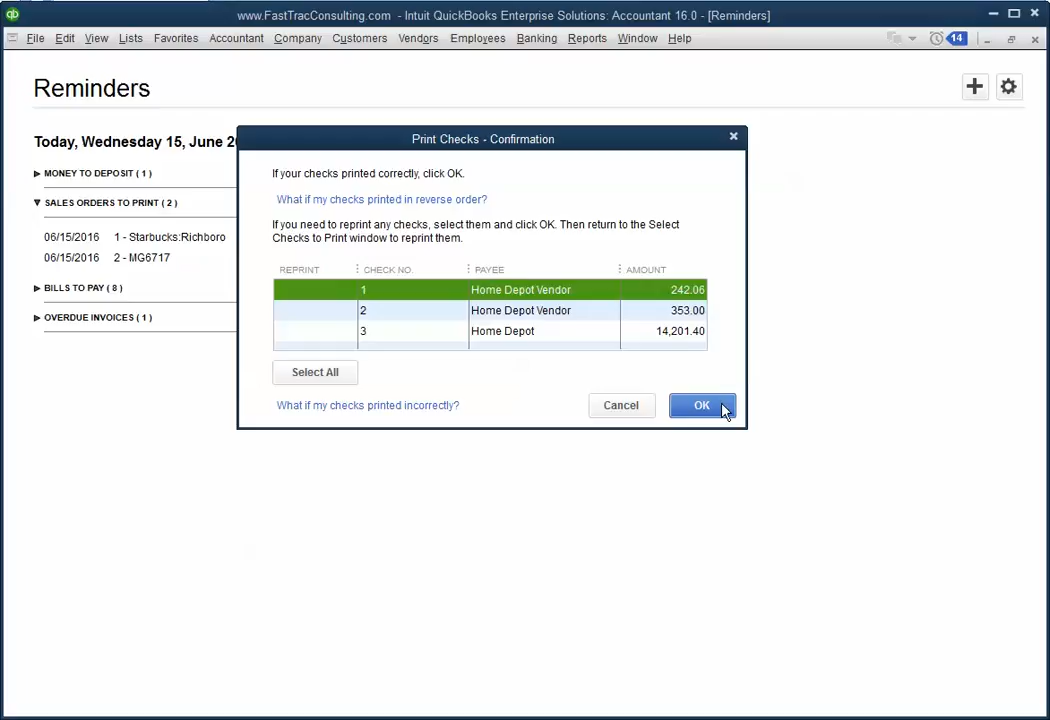 www.FastTracConsulting.com - Intuit QuickBooks Enterprise Solutions: Accountant 16.0 - [Reminders]
File Edit View Lists Favorites Accountant Company Customers Vendors Employees Banking Reports Window Help 14
Reminders
Today, Wednesday 15, June 2
MONEY TO DEPOSIT ( 1 )
SALES ORDERS TO PRINT ( 2 )
06/15/2016 1 - Starbucks:Richboro
06/15/2016 2 - MG6717
BILLS TO PAY ( 8 )
OVERDUE INVOICES ( 1 )
Print Checks - Confirmation
If your checks printed correctly, click OK.
What if my checks printed in reverse order?
If you need to reprint any checks, select them and click OK. Then return to the Select
Checks to Print window to reprint them.
REPRINT CHECK NO. PAYEE AMOUNT
1 Home Depot Vendor 242.06
2 Home Depot Vendor 353.00
3 Home Depot 14,201.40
Select All
What if my checks printed incorrectly?
Cancel
OK